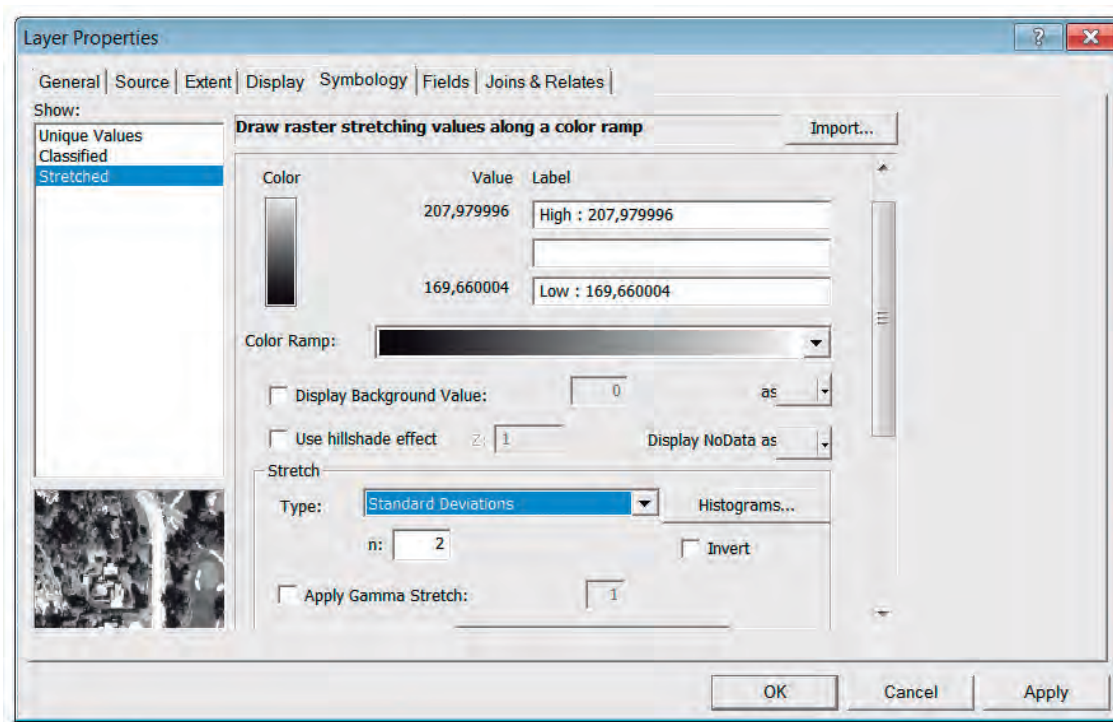 Layer Properties
General Source Extent Display Symbology Fields Joins & Relates
Show:
Unique Values
Classified
Stretched
Draw raster stretching values along a color ramp
Import...
Color Value Label
207,979996 High : 207,979996
169,660004 Low : 169,660004
Color Ramp:
Display Background Value: 0 as
Use hillshade effect Z: 1 Display NoData as
Stretch
Type: Standard Deviations Histograms...
n: 2 Invert
Apply Gamma Stretch: 1
OK Cancel Apply